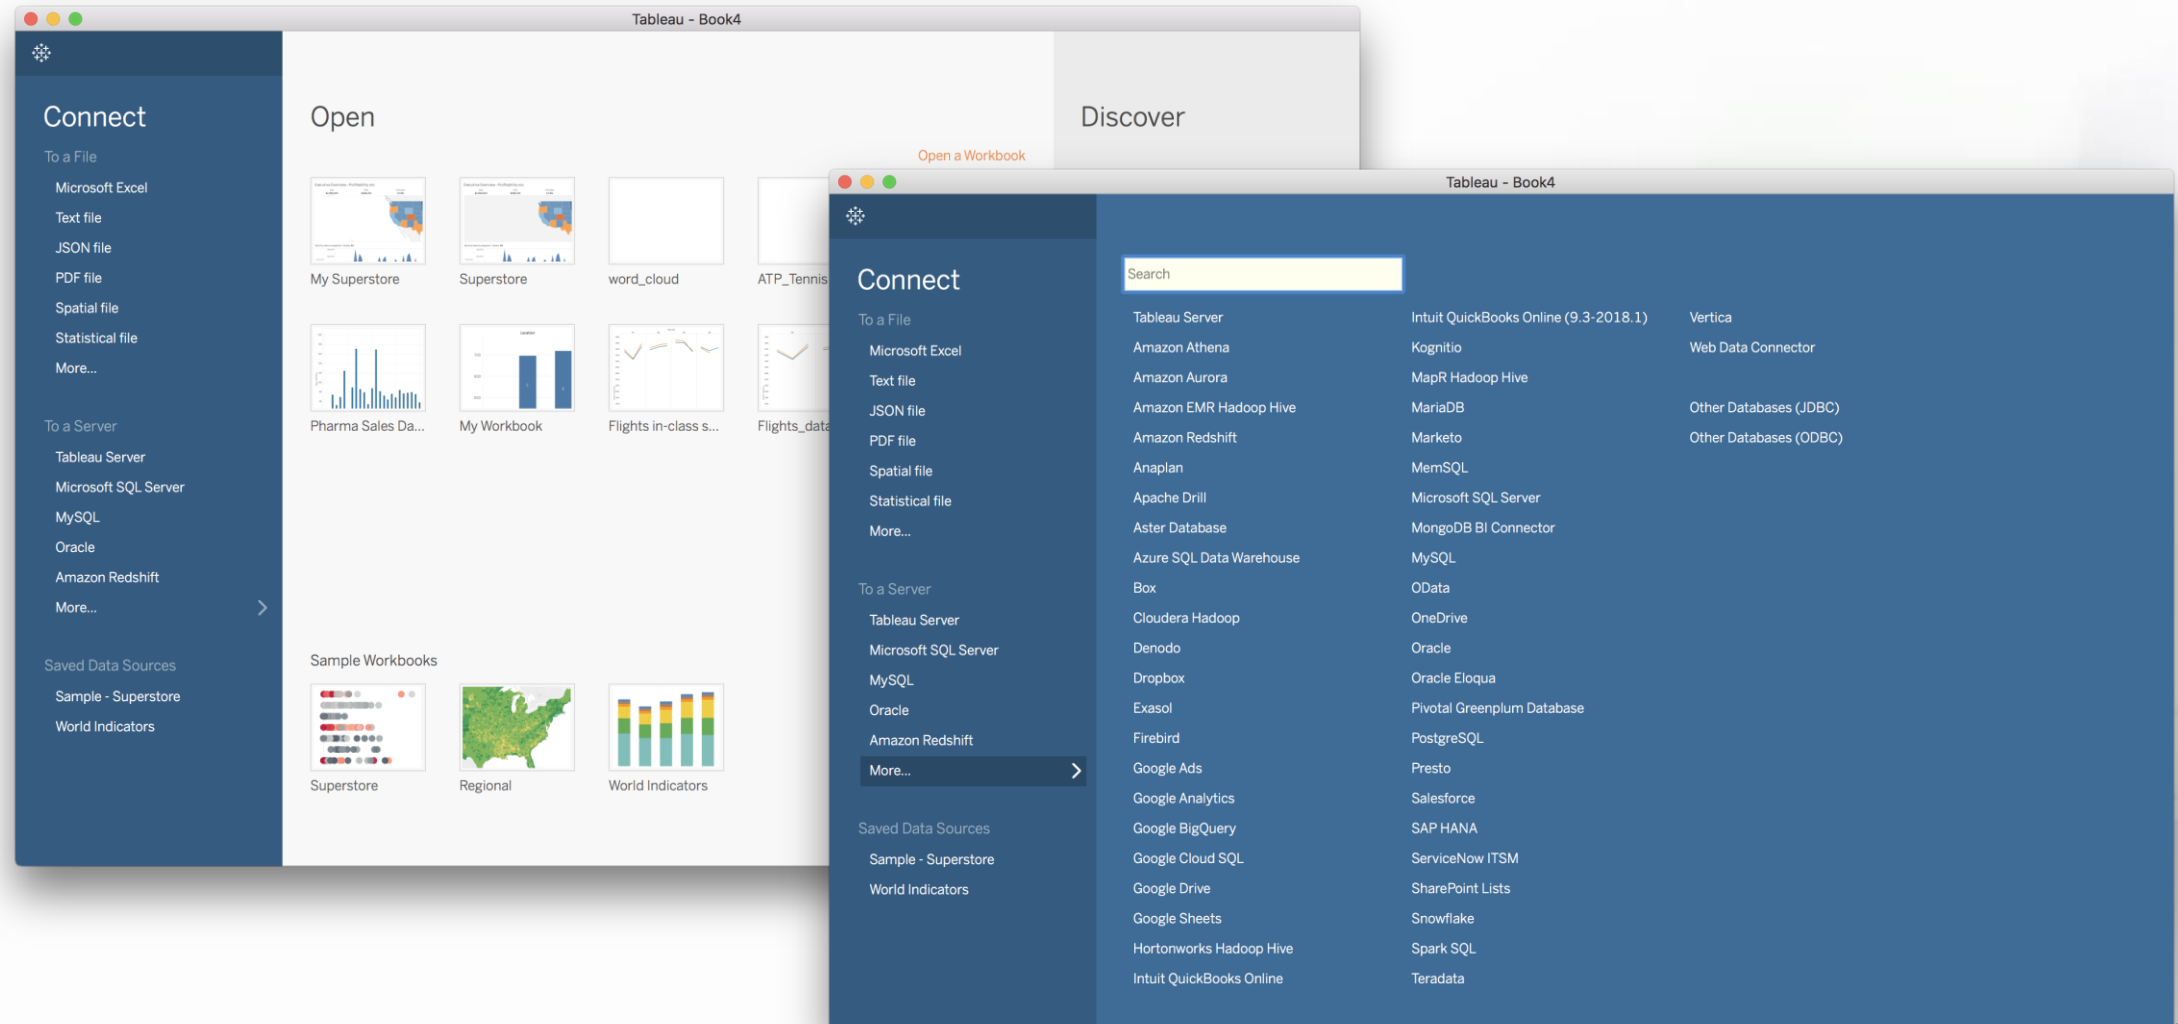 Tableau - Book4
Connect
To a File
Microsoft Excel
Text file
JSON file
PDF file
Spatial file
Statistical file
More...
To a Server
Tableau Server
Microsoft SQL Server
MySQL
Oracle
Amazon Redshift
More...
Saved Data Sources
Sample - Superstore
World Indicators
Open
Open a Workbook
My Superstore
Superstore
word_cloud
ATP_Tennis
Pharma Sales Da...
My Workbook
Flights in-class s...
Flights_data
Sample Workbooks
Superstore
Regional
World Indicators
Discover
Tableau - Book4
Connect
To a File
Microsoft Excel
Text file
JSON file
PDF file
Spatial file
Statistical file
More...
To a Server
Tableau Server
Microsoft SQL Server
MySQL
Oracle
Amazon Redshift
More...
Saved Data Sources
Sample - Superstore
World Indicators
Search
Tableau Server
Amazon Athena
Amazon Aurora
Amazon EMR Hadoop Hive
Amazon Redshift
Anaplan
Apache Drill
Aster Database
Azure SQL Data Warehouse
Box
Cloudera Hadoop
Denodo
Dropbox
Exasol
Firebird
Google Ads
Google Analytics
Google BigQuery
Google Cloud SQL
Google Drive
Google Sheets
Hortonworks Hadoop Hive
Intuit QuickBooks Online
Intuit QuickBooks Online (9.3-2018.1)
Kognitio
MapR Hadoop Hive
MariaDB
Marketo
MemSQL
Microsoft SQL Server
MongoDB BI Connector
MySQL
OData
OneDrive
Oracle
Oracle Eloqua
Pivotal Greenplum Database
PostgreSQL
Presto
Salesforce
SAP HANA
ServiceNow ITSM
SharePoint Lists
Snowflake
Spark SQL
Teradata
Vertica
Web Data Connector
Other Databases (JDBC)
Other Databases (ODBC)